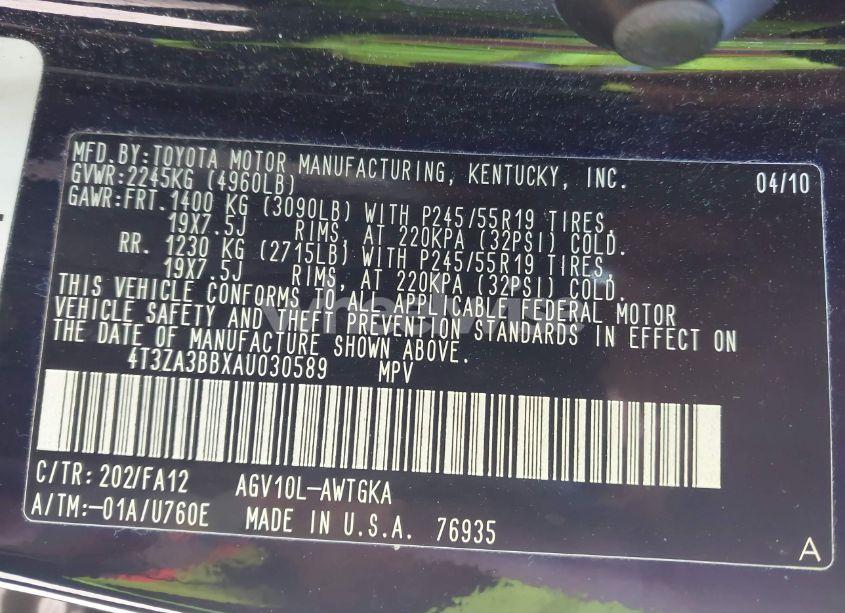 MFD.BY:TOYOTA MOTOR MANUFACTURING, KENTUCKY, INC. 04/10
GVWR:2245KG (4960LB)
GAWR:FRT.1400 KG (3090LB) WITH P245/55R19 TIRES,
19X7.5J RIMS, AT 220KPA (32PSI) COLD.
RR. 1230 KG (2715LB) WITH P245/55R19 TIRES,
19X7.5J RIMS, AT 220KPA (32PSI) COLD.
THIS VEHICLE CONFORMS TO ALL APPLICABLE FEDERAL MOTOR
VEHICLE SAFETY AND THEFT PREVENTION STANDARDS IN EFFECT ON
THE DATE OF MANUFACTURE SHOWN ABOVE.
4T3ZA3BBXAU030589 MPV
C/TR:202/FA12 AGV10L-AWTGKA
A/TM:-01A/U760E MADE IN U.S.A. 76935
A